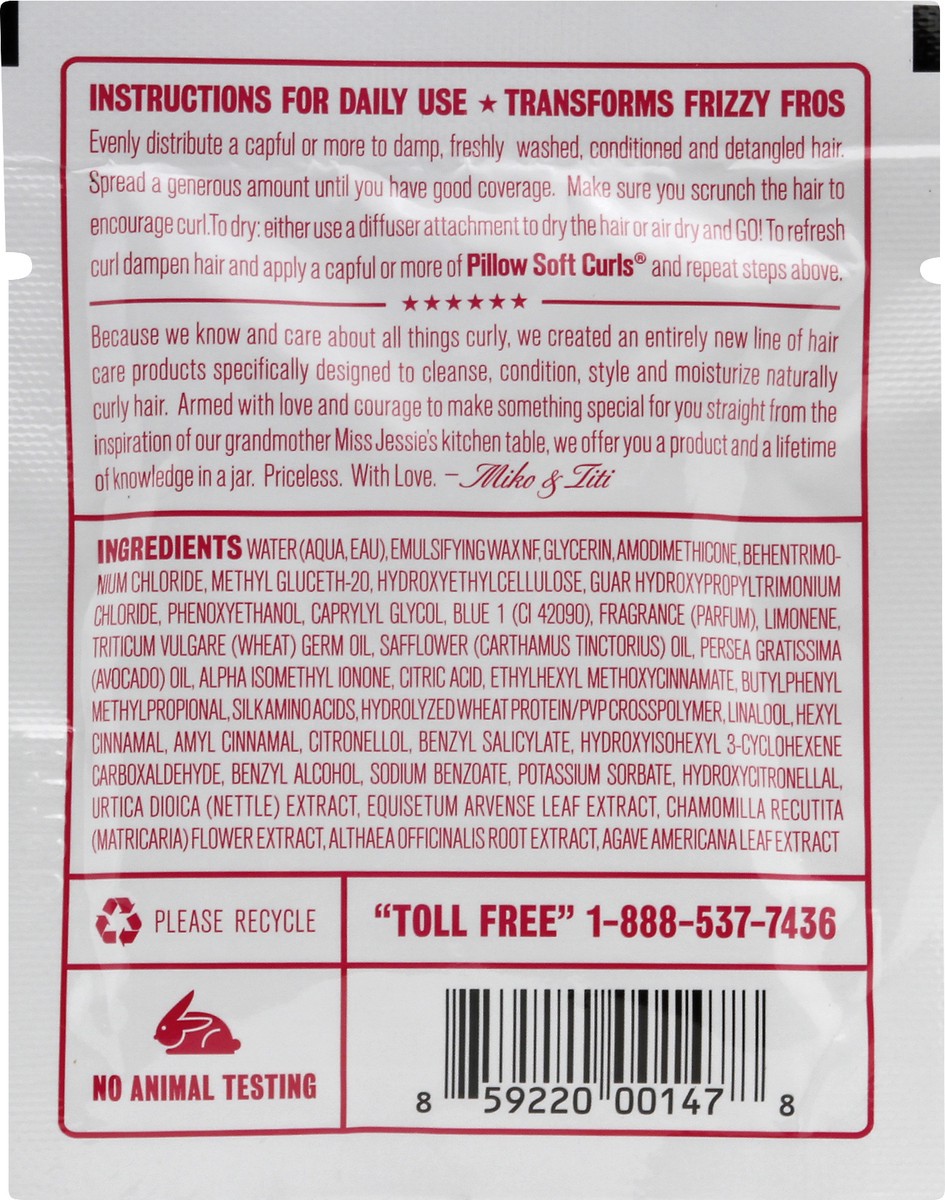 INSTRUCTIONS FOR DAILY USE ★ TRANSFORMS FRIZZY FROS
Evenly distribute a capful or more to damp, freshly washed, conditioned and detangled hair.
Spread a generous amount until you have good coverage. Make sure you scrunch the hair to
encourage curl.To dry: either use a diffuser attachment to dry the hair or air dry and GO! To refresh
curl dampen hair and apply a capful or more of Pillow Soft Curls® and repeat steps above.
★★★★★★
Because we know and care about all things curly, we created an entirely new line of hair
care products specifically designed to cleanse, condition, style and moisturize naturally
curly hair. Armed with love and courage to make something special for you straight from the
inspiration of our grandmother Miss Jessie's kitchen table, we offer you a product and a lifetime
of knowledge in a jar. Priceless. With Love. – Miko & Titi
INGREDIENTS WATER (AQUA, EAU), EMULSIFYING WAX NF, GLYCERIN, AMODIMETHICONE, BEHENTRIMO-
NIUM CHLORIDE, METHYL GLUCETH-20, HYDROXYETHYLCELLULOSE, GUAR HYDROXYPROPYLTRIMONIUM
CHLORIDE, PHENOXYETHANOL, CAPRYLYL GLYCOL, BLUE 1 (CI 42090), FRAGRANCE (PARFUM), LIMONENE,
TRITICUM VULGARE (WHEAT) GERM OIL, SAFFLOWER (CARTHAMUS TINCTORIUS) OIL, PERSEA GRATISSIMA
(AVOCADO) OIL, ALPHA ISOMETHYL IONONE, CITRIC ACID, ETHYLHEXYL METHOXYCINNAMATE, BUTYLPHENYL
METHYLPROPIONAL, SILK AMINO ACIDS, HYDROLYZED WHEAT PROTEIN/PVP CROSSPOLYMER, LINALOOL, HEXYL
CINNAMAL, AMYL CINNAMAL, CITRONELLOL, BENZYL SALICYLATE, HYDROXYISOHEXYL 3-CYCLOHEXENE
CARBOXALDEHYDE, BENZYL ALCOHOL, SODIUM BENZOATE, POTASSIUM SORBATE, HYDROXYCITRONELLAL,
URTICA DIOICA (NETTLE) EXTRACT, EQUISETUM ARVENSE LEAF EXTRACT, CHAMOMILLA RECUTITA
(MATRICARIA) FLOWER EXTRACT, ALTHAEA OFFICINALIS ROOT EXTRACT, AGAVE AMERICANA LEAF EXTRACT
PLEASE RECYCLE
"TOLL FREE" 1-888-537-7436
NO ANIMAL TESTING
8 59220 00147 8